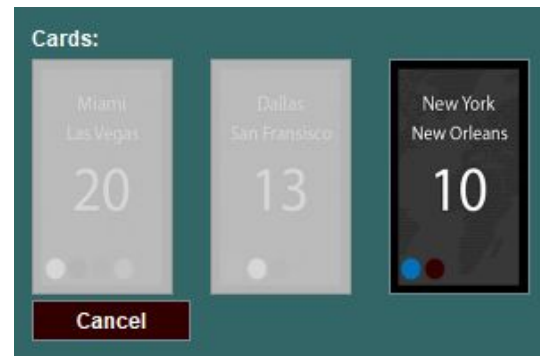 Cards:
Miami
Las Vegas
20
Dallas
San Fransisco
13
New York
New Orleans
10
Cancel